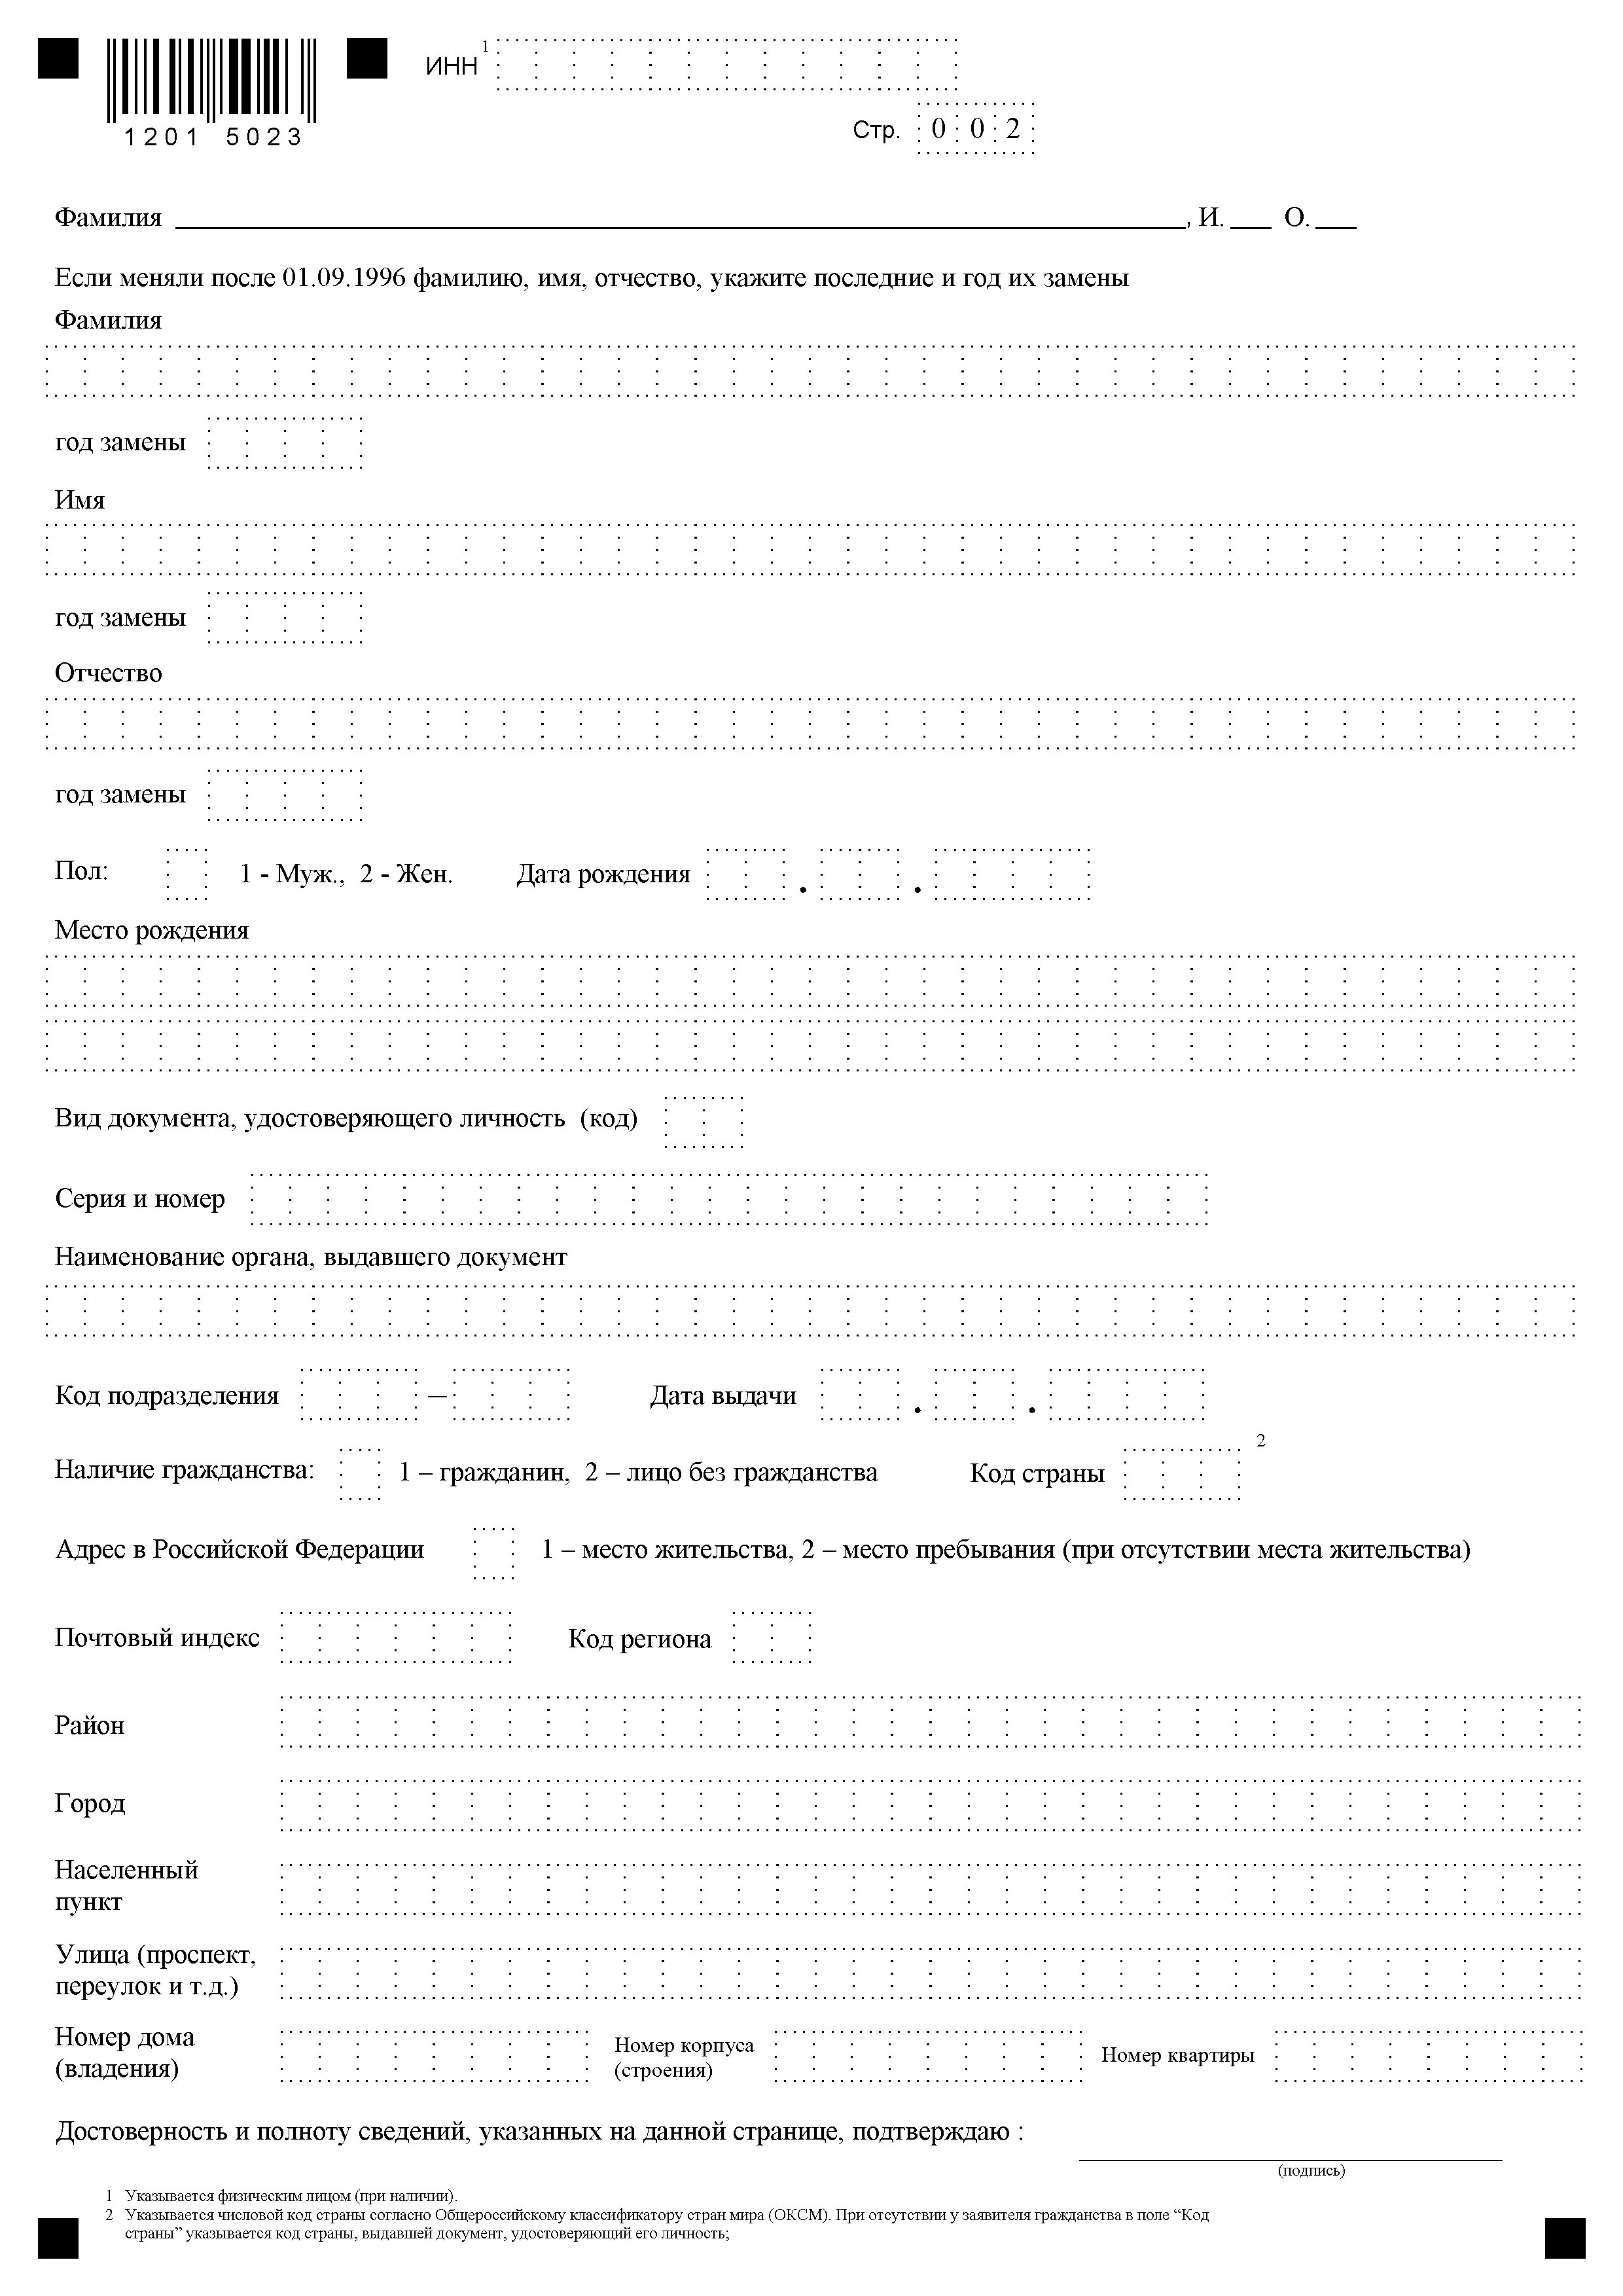 ИНН 1
1201 5023
Стр. 002
Фамилия , И. О.
Если меняли после 01.09.1996 фамилию, имя, отчество, укажите последние и год их замены
Фамилия
год замены
Имя
год замены
Отчество
год замены
Пол: 1 - Муж., 2 - Жен. Дата рождения . .
Место рождения
Вид документа, удостоверяющего личность (код)
Серия и номер
Наименование органа, выдавшего документ
Код подразделения – Дата выдачи . .
Наличие гражданства: 1 – гражданин, 2 – лицо без гражданства Код страны 2
Адрес в Российской Федерации 1 – место жительства, 2 – место пребывания (при отсутствии места жительства)
Почтовый индекс Код региона
Район
Город
Населенный
пункт
Улица (проспект,
переулок и т.д.)
Номер дома
(владения)
Номер корпуса
(строения)
Номер квартиры
Достоверность и полноту сведений, указанных на данной странице, подтверждаю :
(подпись)
1 Указывается физическим лицом (при наличии).
2 Указывается числовой код страны согласно Общероссийскому классификатору стран мира (ОКСМ). При отсутствии у заявителя гражданства в поле “Код
страны” указывается код страны, выдавшей документ, удостоверяющий его личность;